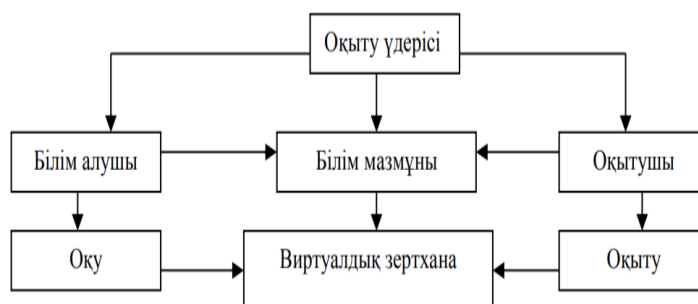 Оқыту үдерісі
Білім алушы
Білім мазмұны
Оқытушы
Оқу
Виртуалдық зертхана
Оқыту